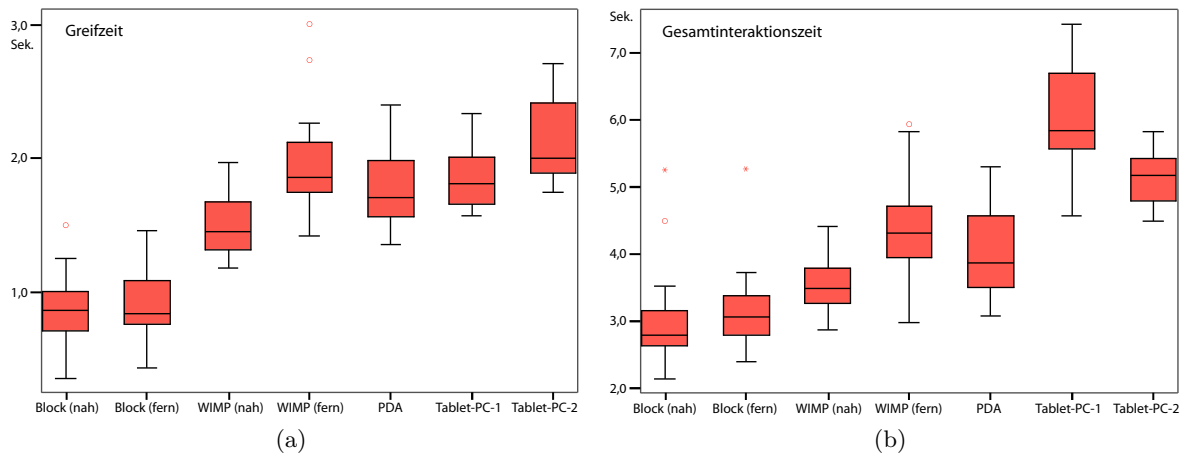 3,0
Sek.
Greifzeit
2,0
1,0
Block (nah) Block (fern) WIMP (nah) WIMP (fern) PDA Tablet-PC-1 Tablet-PC-2
(a)
Sek.
Gesamtinteraktionszeit
7,0
6,0
5,0
4,0
3,0
2,0
Block (nah) Block (fern) WIMP (nah) WIMP (fern) PDA Tablet-PC-1 Tablet-PC-2
(b)